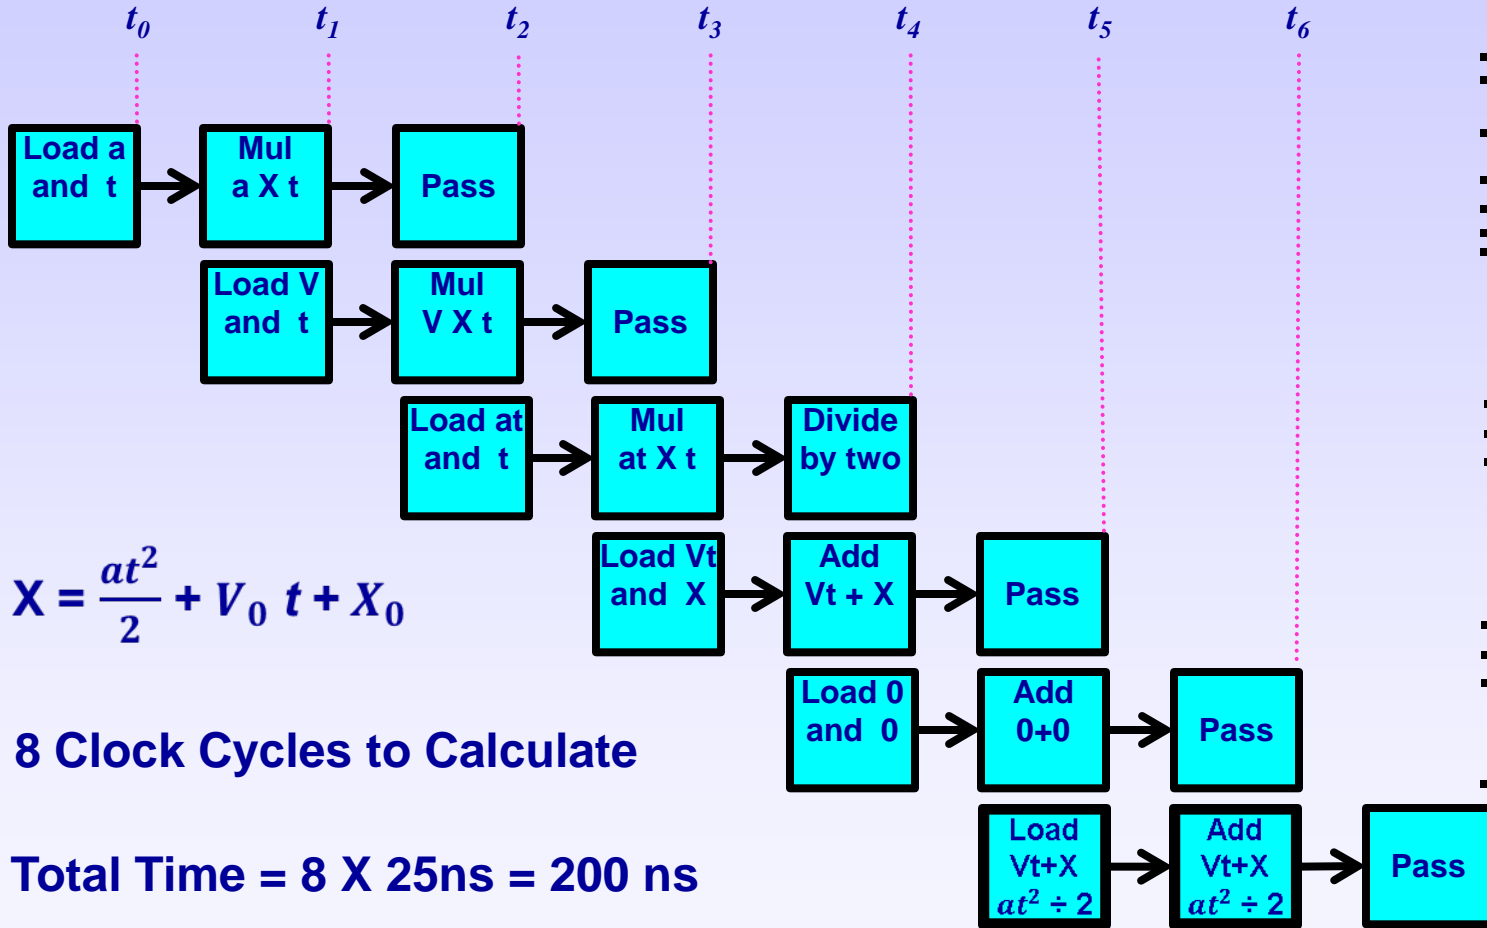 t0 t1 t2 t3 t4 t5 t6
Load a
and t
Mul
a X t
Pass
Load V
and t
Mul
V X t
Pass
Load at
and t
Mul
at X t
Divide
by two
Load Vt
and X
Add
Vt + X
Pass
X = at²/2 + V₀ t + X₀
Load 0
and 0
Add
0+0
Pass
8 Clock Cycles to Calculate
Load
Vt+X
at² ÷ 2
Add
Vt+X
at² ÷ 2
Pass
Total Time = 8 X 25ns = 200 ns